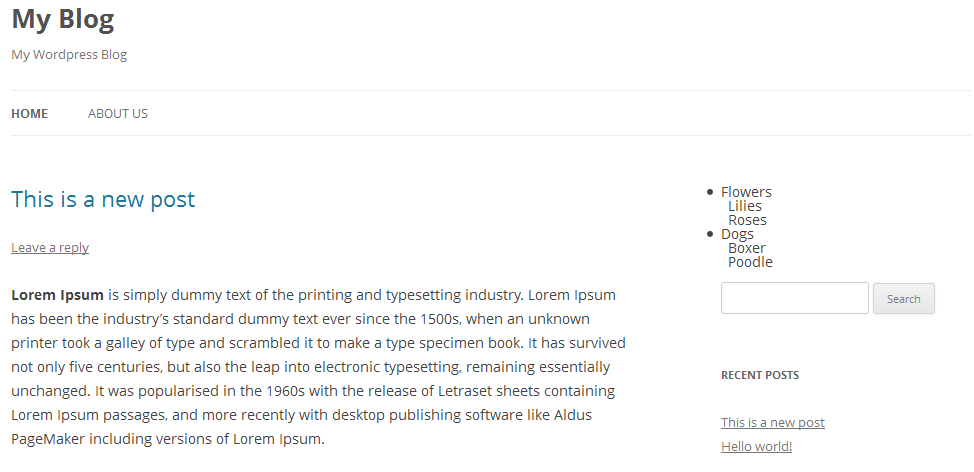 My Blog
My Wordpress Blog
HOME ABOUT US
This is a new post
Leave a reply
Lorem Ipsum is simply dummy text of the printing and typesetting industry. Lorem Ipsum
has been the industry’s standard dummy text ever since the 1500s, when an unknown
printer took a galley of type and scrambled it to make a type specimen book. It has survived
not only five centuries, but also the leap into electronic typesetting, remaining essentially
unchanged. It was popularised in the 1960s with the release of Letraset sheets containing
Lorem Ipsum passages, and more recently with desktop publishing software like Aldus
PageMaker including versions of Lorem Ipsum.
Flowers
Lilies
Roses
Dogs
Boxer
Poodle
Search
RECENT POSTS
This is a new post
Hello world!